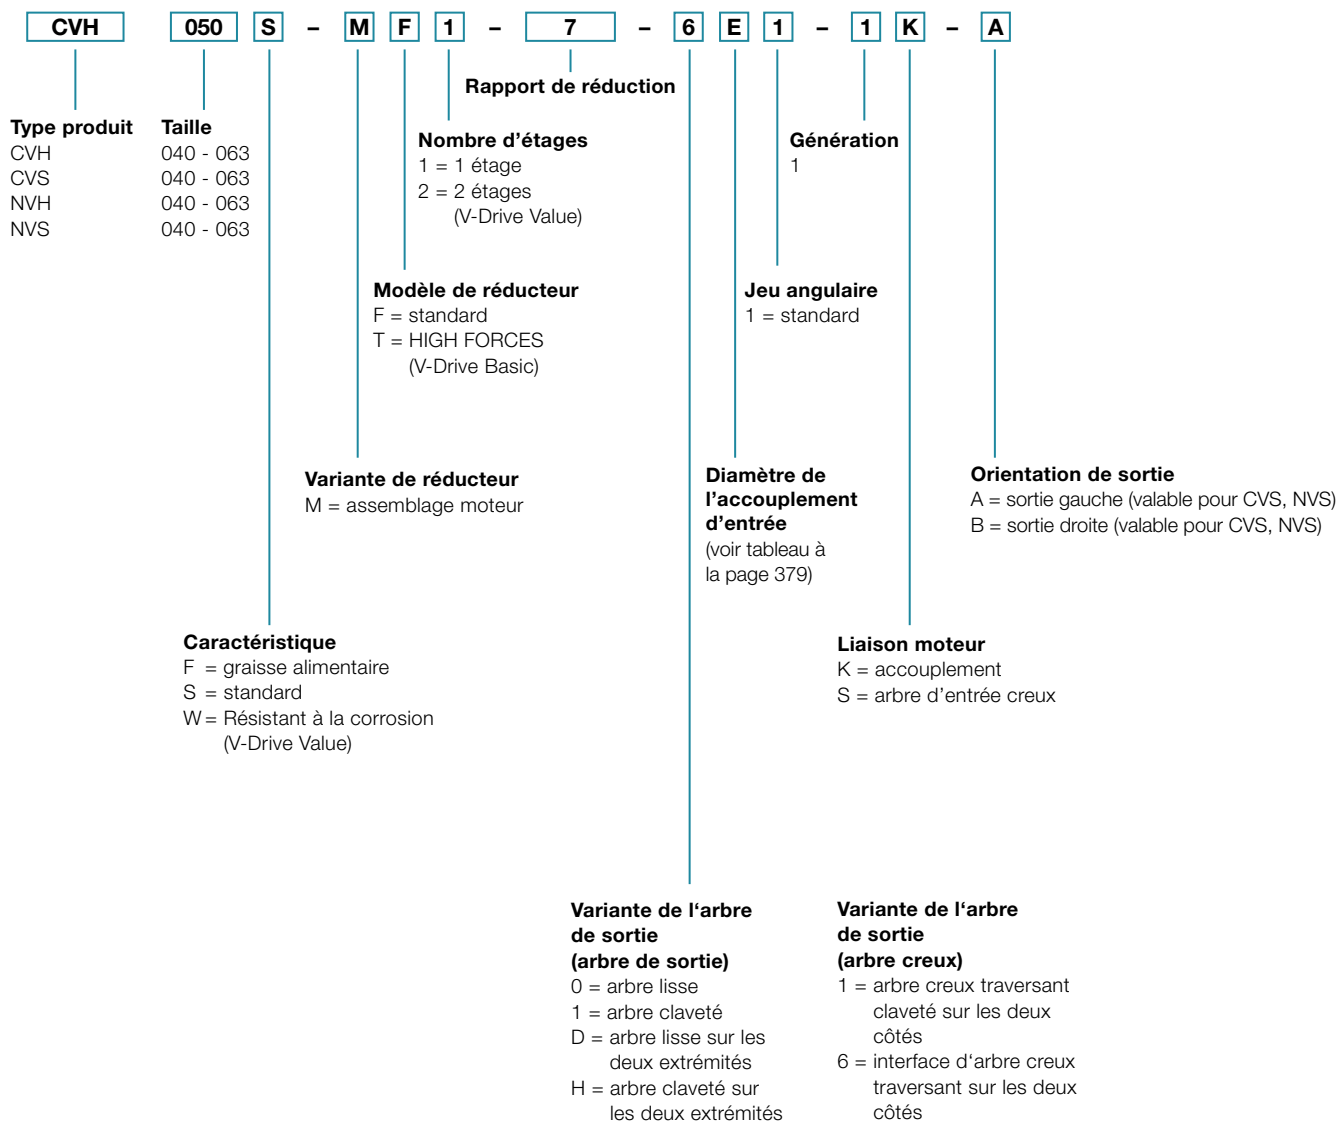 CVH 050 S – M F 1 – 7 – 6 E 1 – 1 K – A
Rapport de réduction
Type produit
CVH
CVS
NVH
NVS
Taille
040 - 063
040 - 063
040 - 063
040 - 063
Nombre d’étages
1 = 1 étage
2 = 2 étages
(V-Drive Value)
Génération
1
Modèle de réducteur
F = standard
T = HIGH FORCES
(V-Drive Basic)
Jeu angulaire
1 = standard
Variante de réducteur
M = assemblage moteur
Diamètre de
l’accouplement
d’entrée
(voir tableau à
la page 379)
Orientation de sortie
A = sortie gauche (valable pour CVS, NVS)
B = sortie droite (valable pour CVS, NVS)
Caractéristique
F = graisse alimentaire
S = standard
W = Résistant à la corrosion
(V-Drive Value)
Liaison moteur
K = accouplement
S = arbre d’entrée creux
Variante de l‘arbre
de sortie
(arbre de sortie)
0 = arbre lisse
1 = arbre claveté
D = arbre lisse sur les
deux extrémités
H = arbre claveté sur
les deux extrémités
Variante de l‘arbre
de sortie
(arbre creux)
1 = arbre creux traversant
claveté sur les deux
côtés
6 = interface d‘arbre creux
traversant sur les deux
côtés